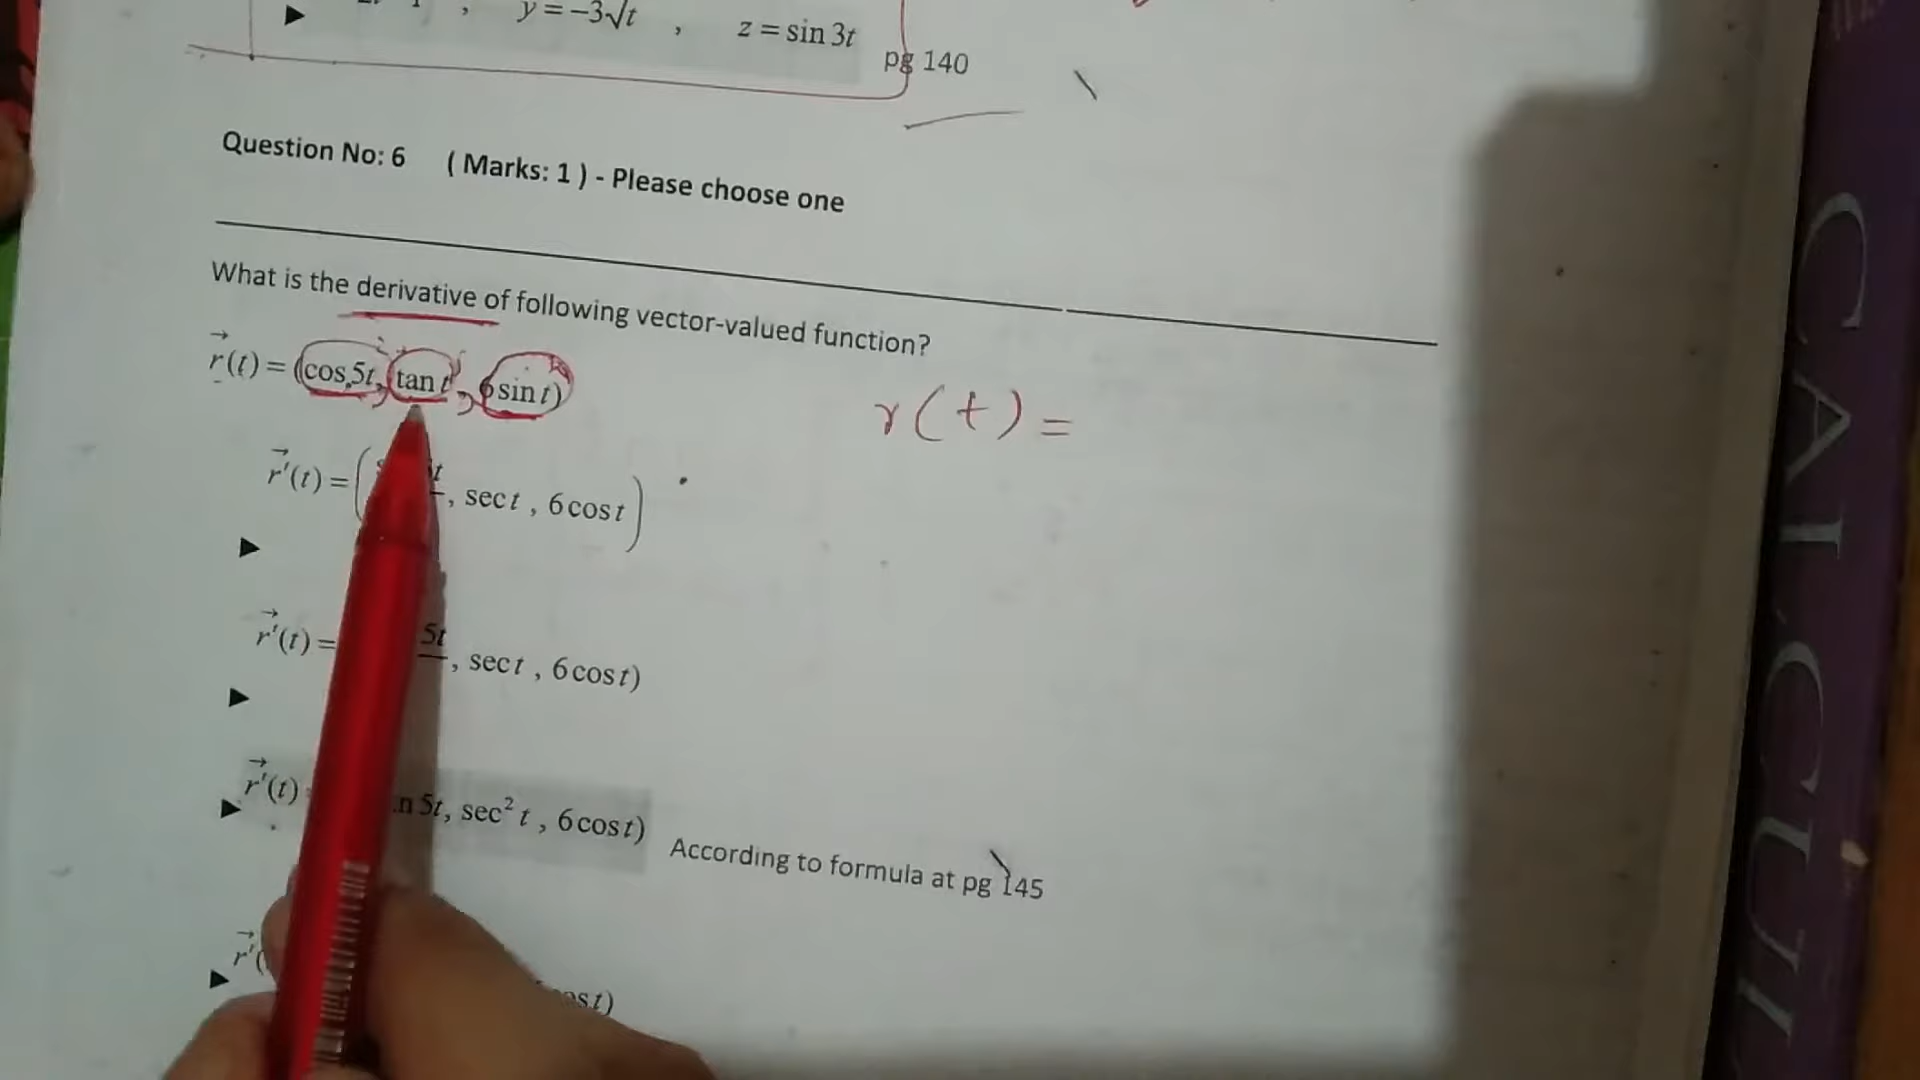 y = −3√t , z = sin 3t
pg 140
Question No: 6 ( Marks: 1 ) - Please choose one
What is the derivative of following vector-valued function?
r(t) = (cos 5t, tan t, 6 sin t)
r(t) =
r'(t) = ( t, sec t , 6 cos t )
r'(t) = 5t, sec t , 6 cos t)
r'(t) n 5t, sec² t , 6 cos t)
According to formula at pg 145
r'( os t)
CALCUL